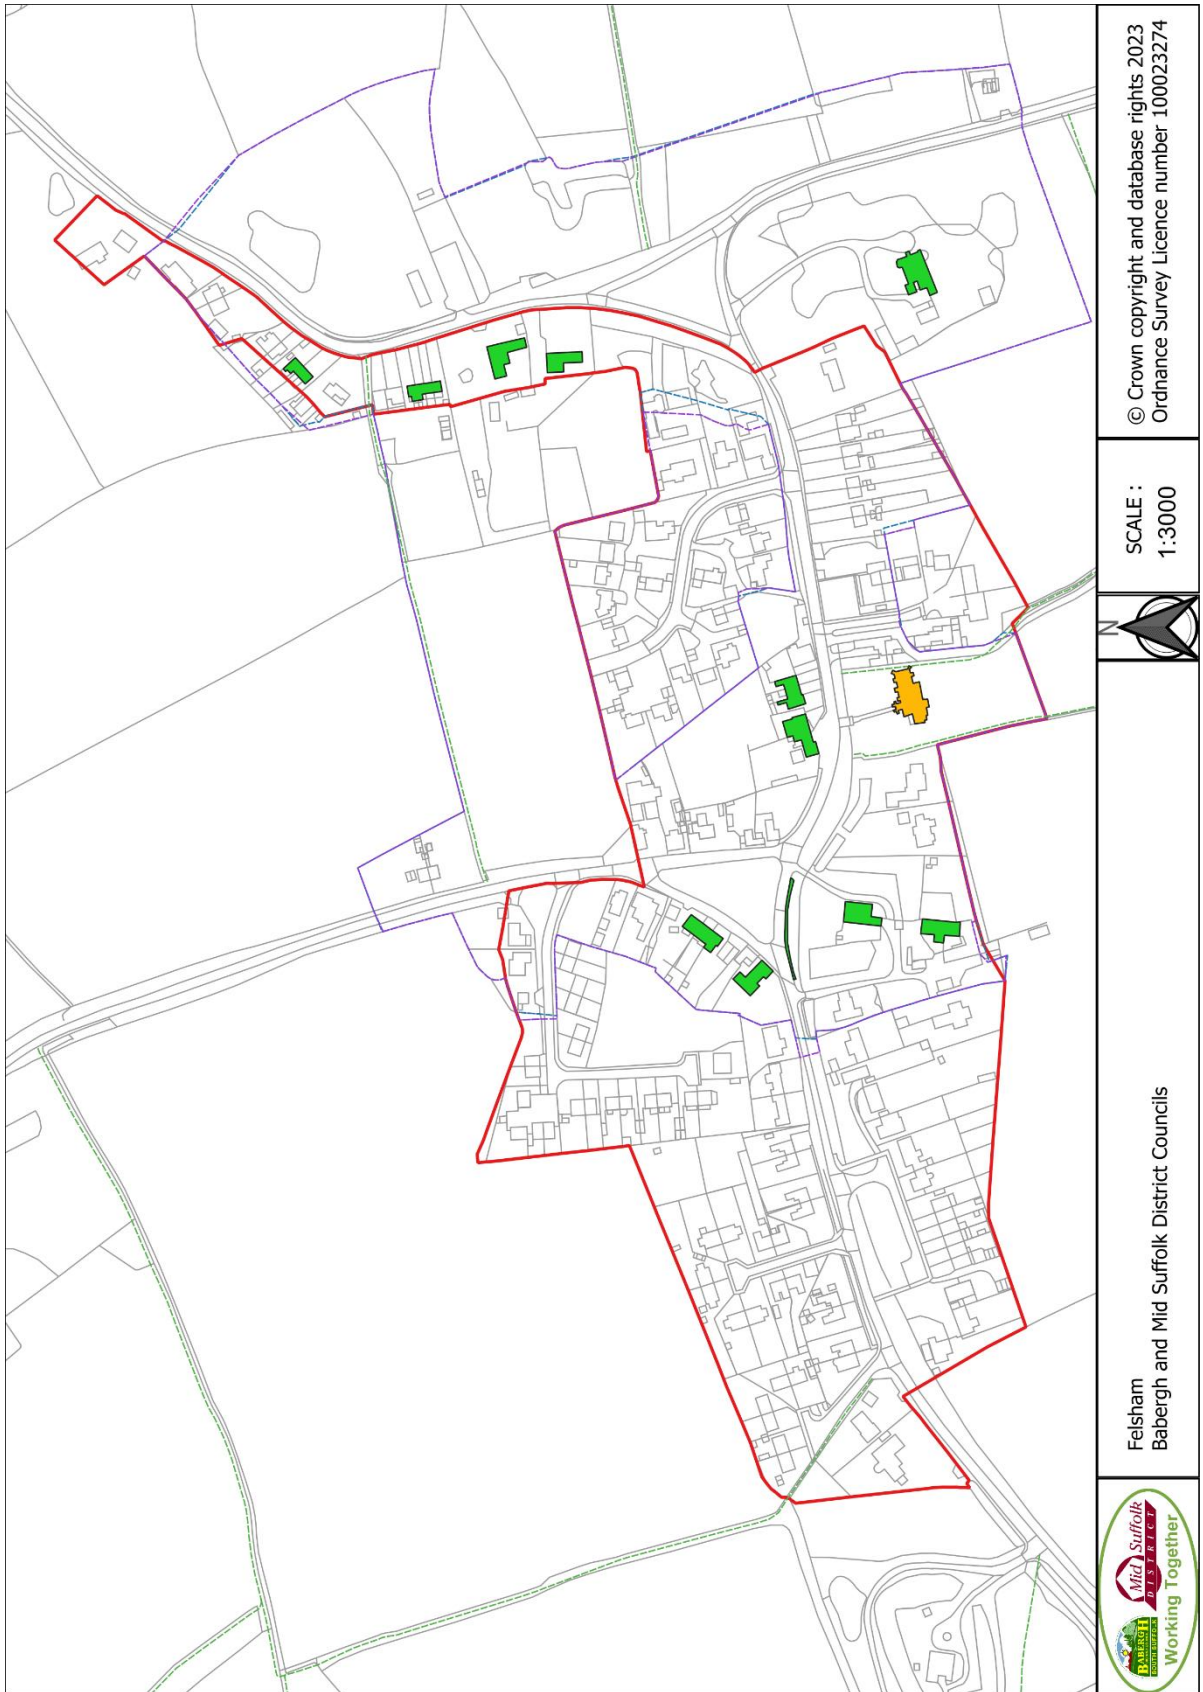 Felsham
Babergh and Mid Suffolk District Councils
N
SCALE :
1:3000
© Crown copyright and database rights 2023
Ordnance Survey Licence number 100023274
BABERGH
SOUTH SUFFOLK
Mid Suffolk
DISTRICT
Working Together